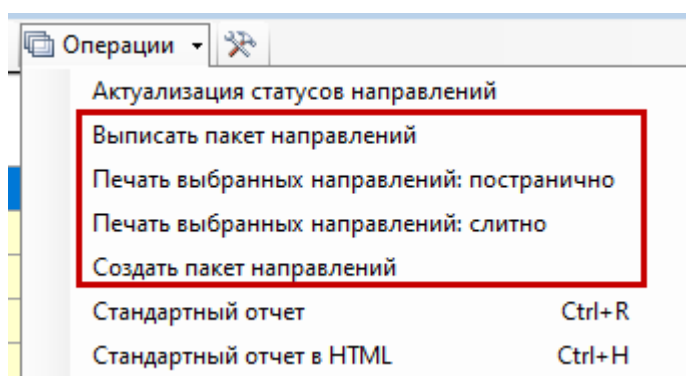 Операции
Актуализация статусов направлений
Выписать пакет направлений
Печать выбранных направлений: постранично
Печать выбранных направлений: слитно
Создать пакет направлений
Стандартный отчет Ctrl+R
Стандартный отчет в HTML Ctrl+H